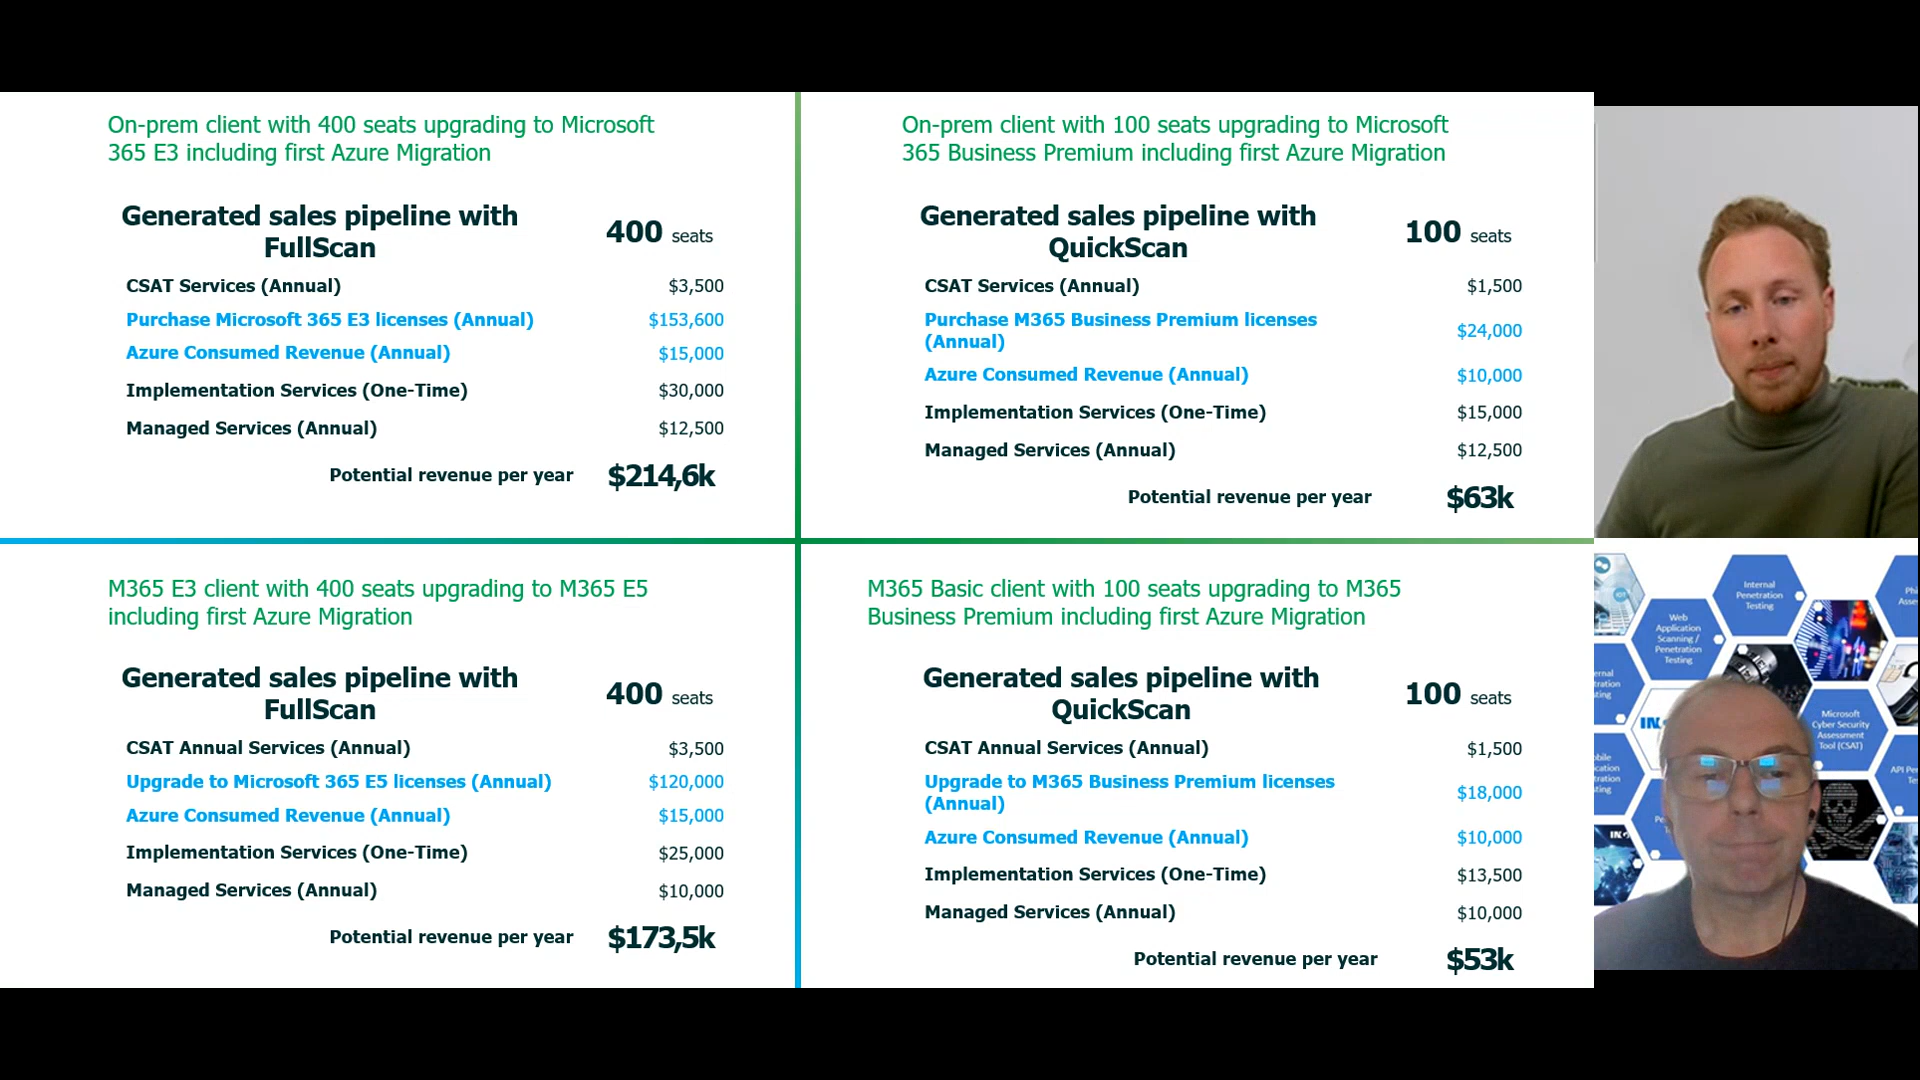 On-prem client with 400 seats upgrading to Microsoft
365 E3 including first Azure Migration
Generated sales pipeline with
FullScan
400 seats
CSAT Services (Annual) $3,500
Purchase Microsoft 365 E3 licenses (Annual) $153,600
Azure Consumed Revenue (Annual) $15,000
Implementation Services (One-Time) $30,000
Managed Services (Annual) $12,500
Potential revenue per year $214,6k
On-prem client with 100 seats upgrading to Microsoft
365 Business Premium including first Azure Migration
Generated sales pipeline with
QuickScan
100 seats
CSAT Services (Annual) $1,500
Purchase M365 Business Premium licenses
(Annual)
$24,000
Azure Consumed Revenue (Annual) $10,000
Implementation Services (One-Time) $15,000
Managed Services (Annual) $12,500
Potential revenue per year $63k
M365 E3 client with 400 seats upgrading to M365 E5
including first Azure Migration
Generated sales pipeline with
FullScan
400 seats
CSAT Annual Services (Annual) $3,500
Upgrade to Microsoft 365 E5 licenses (Annual) $120,000
Azure Consumed Revenue (Annual) $15,000
Implementation Services (One-Time) $25,000
Managed Services (Annual) $10,000
Potential revenue per year $173,5k
M365 Basic client with 100 seats upgrading to M365
Business Premium including first Azure Migration
Generated sales pipeline with
QuickScan
100 seats
CSAT Annual Services (Annual) $1,500
Upgrade to M365 Business Premium licenses
(Annual)
$18,000
Azure Consumed Revenue (Annual) $10,000
Implementation Services (One-Time) $13,500
Managed Services (Annual) $10,000
Potential revenue per year $53k
Internal
Penetration
Testing
Web
Application
Scanning /
Penetration
Testing
Microsoft
Cyber Security
Assessment
Tool (CSAT)